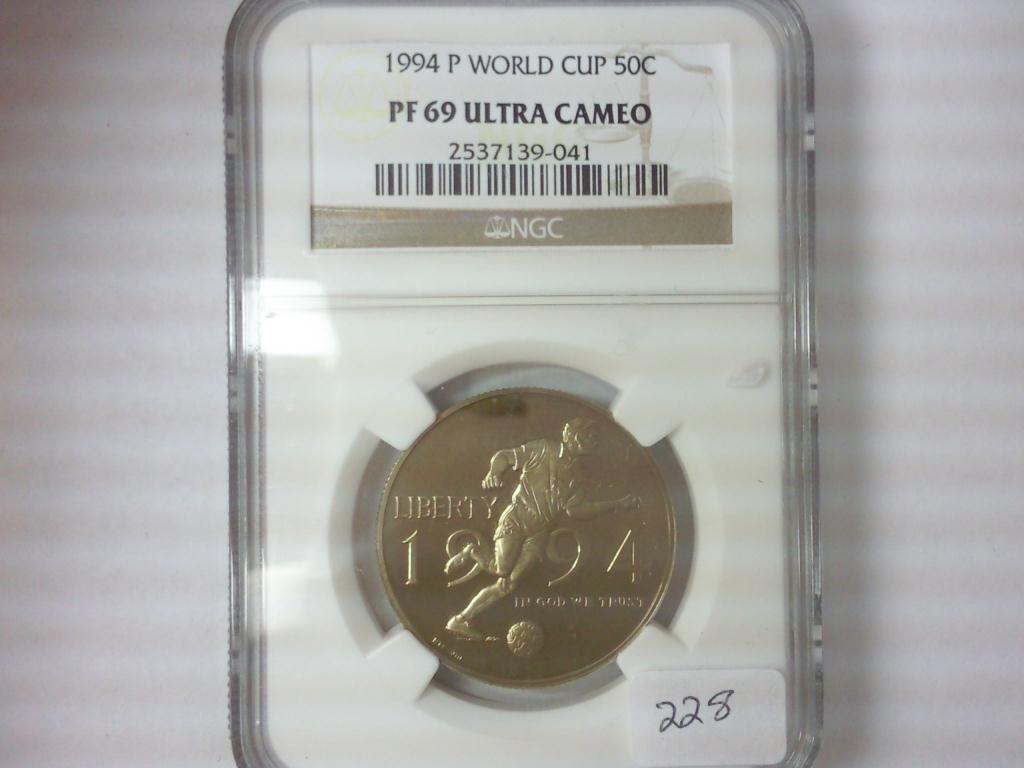 1994 P WORLD CUP 50C
PF 69 ULTRA CAMEO
2537139-041
NGC
LIBERTY
1994
IN GOD WE TRUST
228